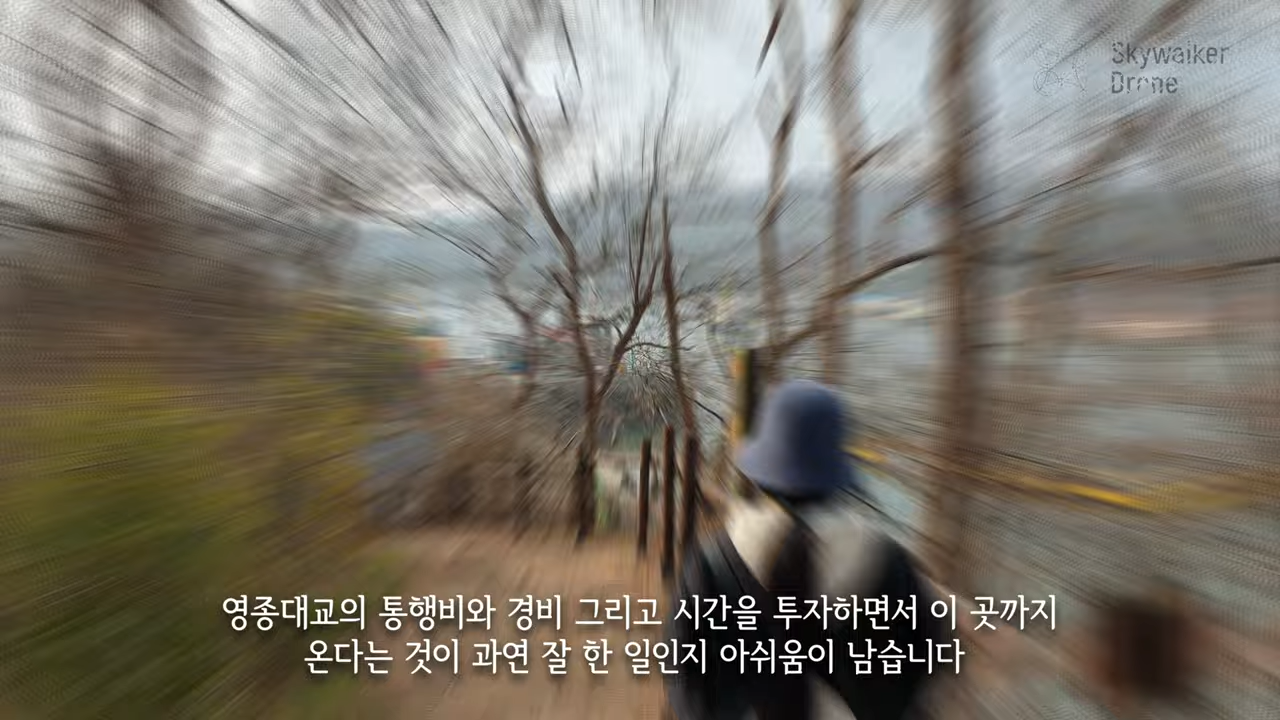 Skywalker
Drone
영종대교의 통행비와 경비 그리고 시간을 투자하면서 이 곳까지
온다는 것이 과연 잘 한 일인지 아쉬움이 남습니다